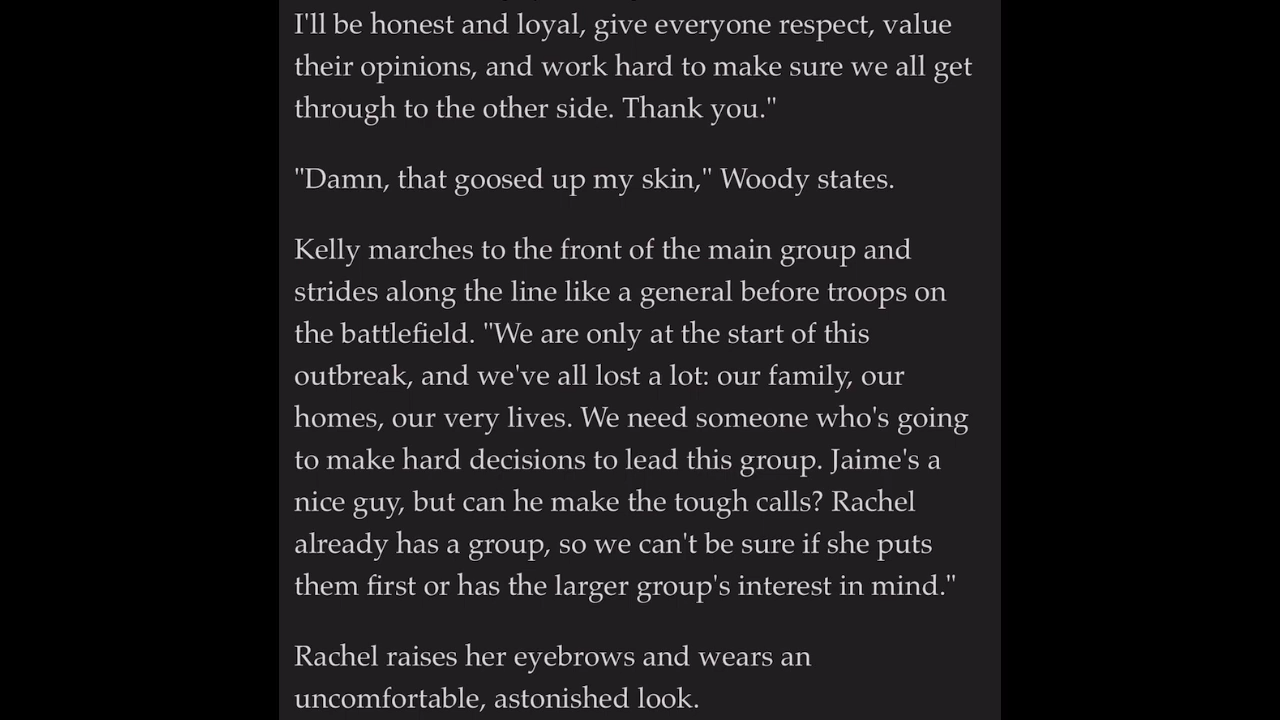 I'll be honest and loyal, give everyone respect, value
their opinions, and work hard to make sure we all get
through to the other side. Thank you."
"Damn, that goosed up my skin," Woody states.
Kelly marches to the front of the main group and
strides along the line like a general before troops on
the battlefield. "We are only at the start of this
outbreak, and we've all lost a lot: our family, our
homes, our very lives. We need someone who's going
to make hard decisions to lead this group. Jaime's a
nice guy, but can he make the tough calls? Rachel
already has a group, so we can't be sure if she puts
them first or has the larger group's interest in mind."
Rachel raises her eyebrows and wears an
uncomfortable, astonished look.